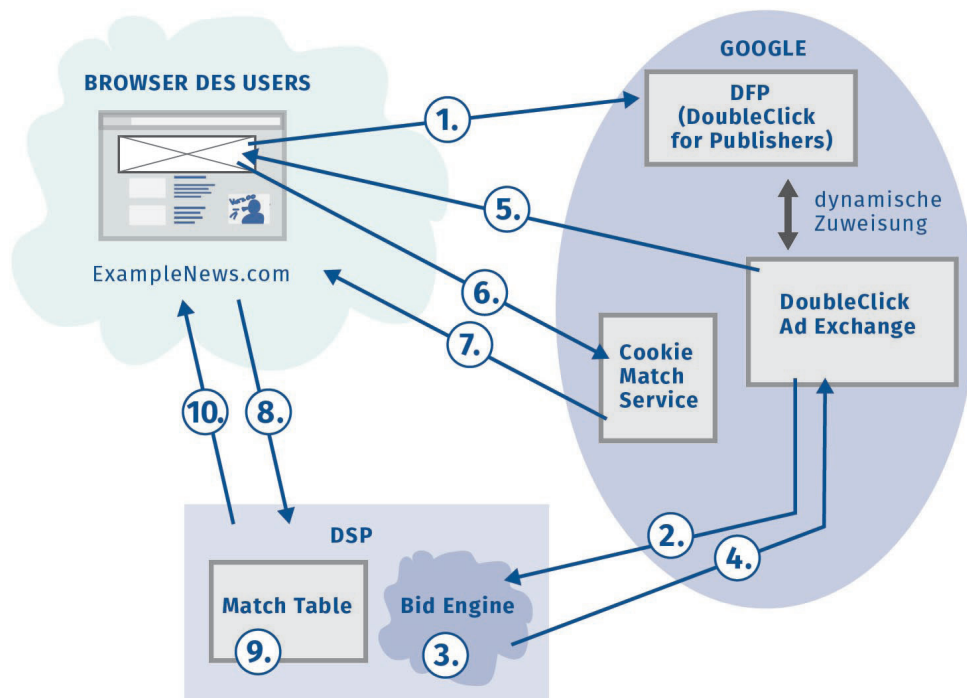 GOOGLE
BROWSER DES USERS
DFP
(DoubleClick
for Publishers)
1.
dynamische
Zuweisung
5.
ExampleNews.com
6.
DoubleClick
Ad Exchange
7.
Cookie
Match
Service
10.
8.
DSP
2.
4.
Match Table
Bid Engine
9.
3.